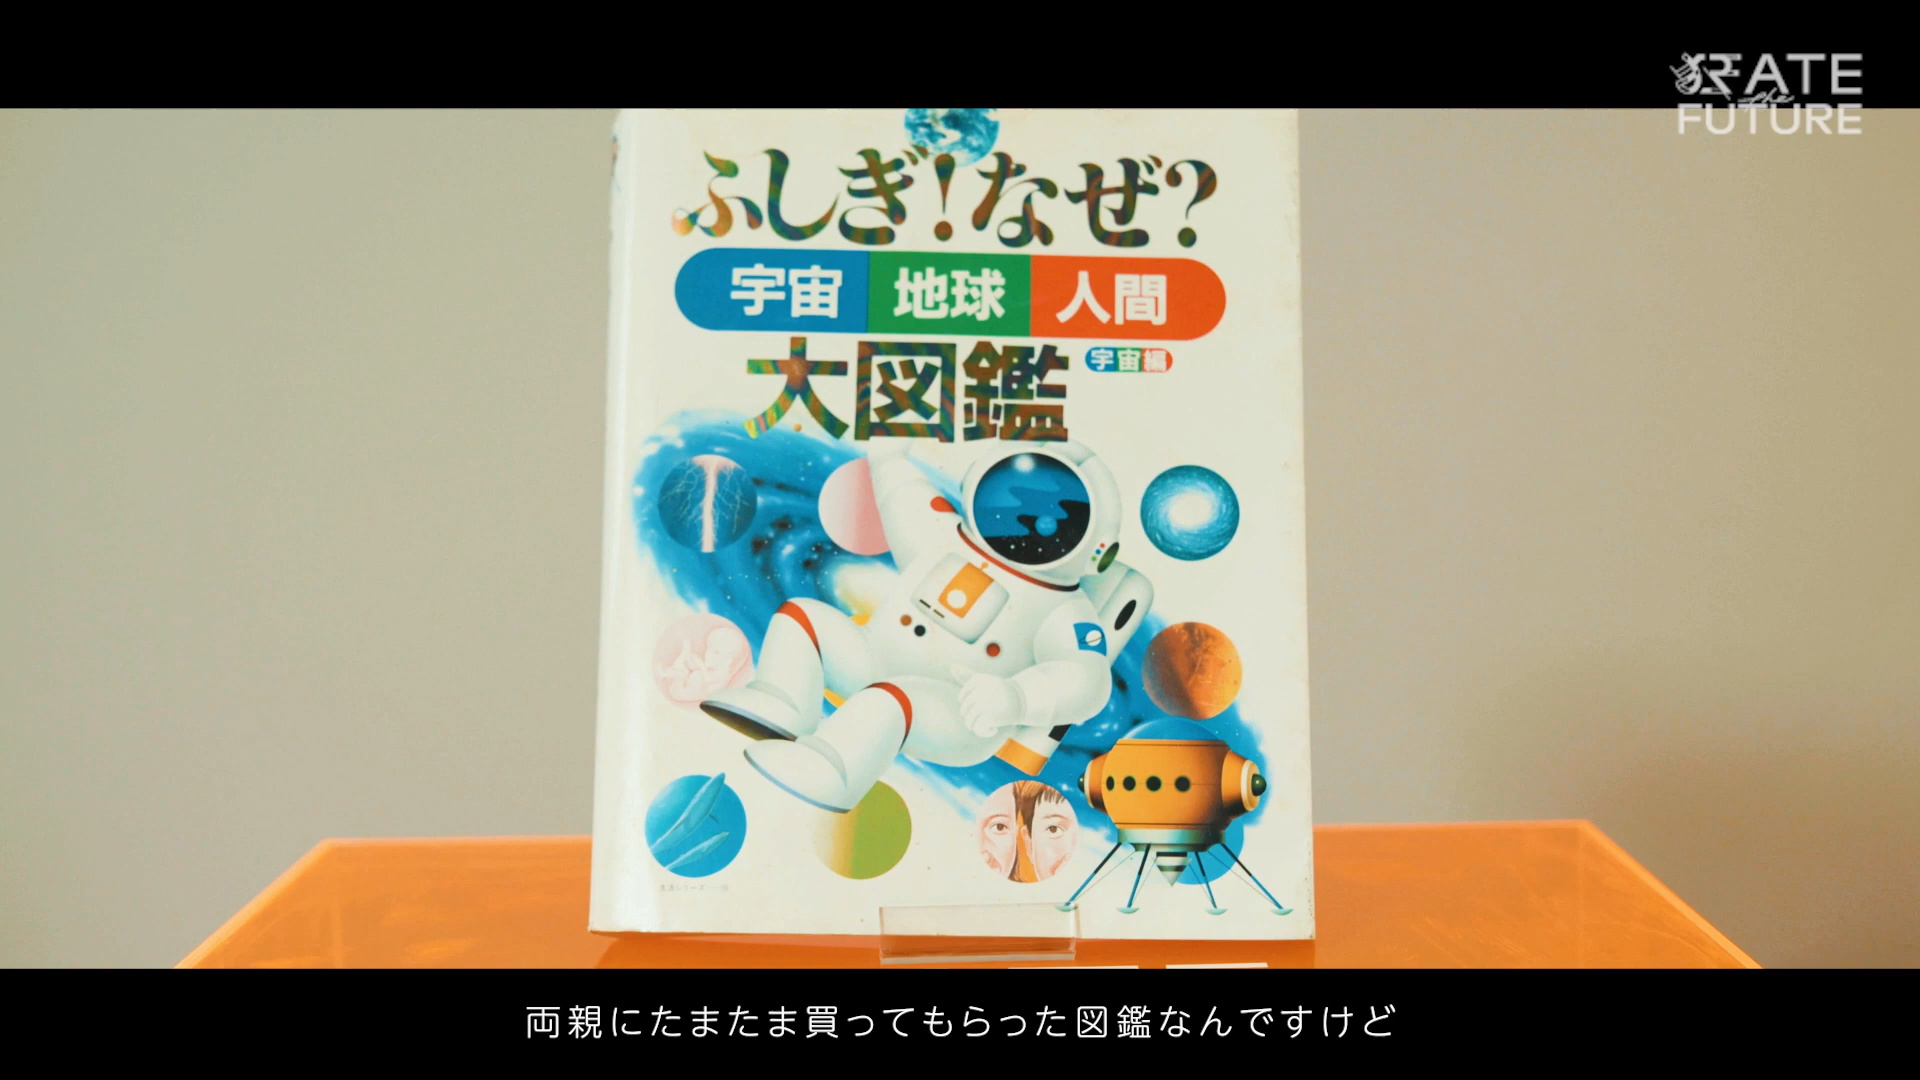 CREATE
the
FUTURE
ふしぎ!なぜ?
宇宙 地球 人間
大図鑑 宇宙編
両親にたまたま買ってもらった図鑑なんですけど